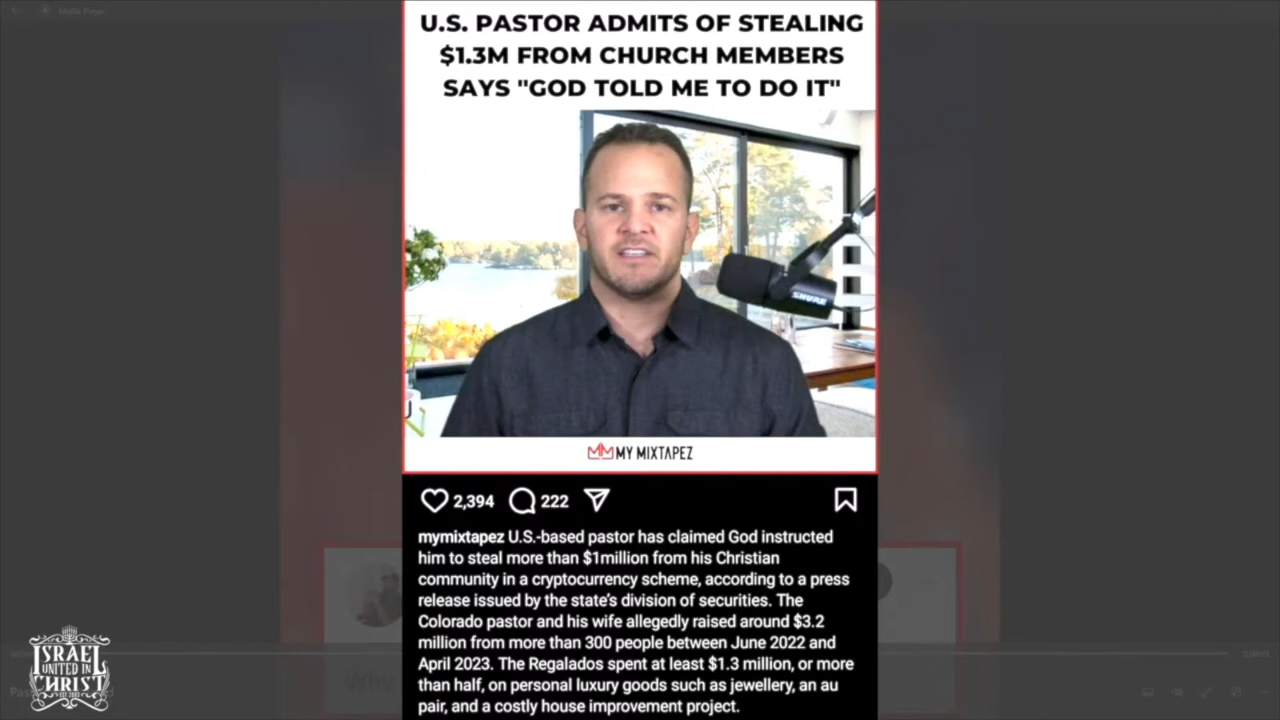 Media Player
U.S. PASTOR ADMITS OF STEALING
$1.3M FROM CHURCH MEMBERS
SAYS "GOD TOLD ME TO DO IT"
SHURE
MY MIXTAPEZ
2,394 222
mymixtapez U.S.-based pastor has claimed God instructed
him to steal more than $1million from his Christian
community in a cryptocurrency scheme, according to a press
release issued by the state’s division of securities. The
Colorado pastor and his wife allegedly raised around $3.2
million from more than 300 people between June 2022 and
April 2023. The Regalados spent at least $1.3 million, or more
than half, on personal luxury goods such as jewellery, an au
pair, and a costly house improvement project.
ISRAEL
UNITED IN
CHRIST
Why